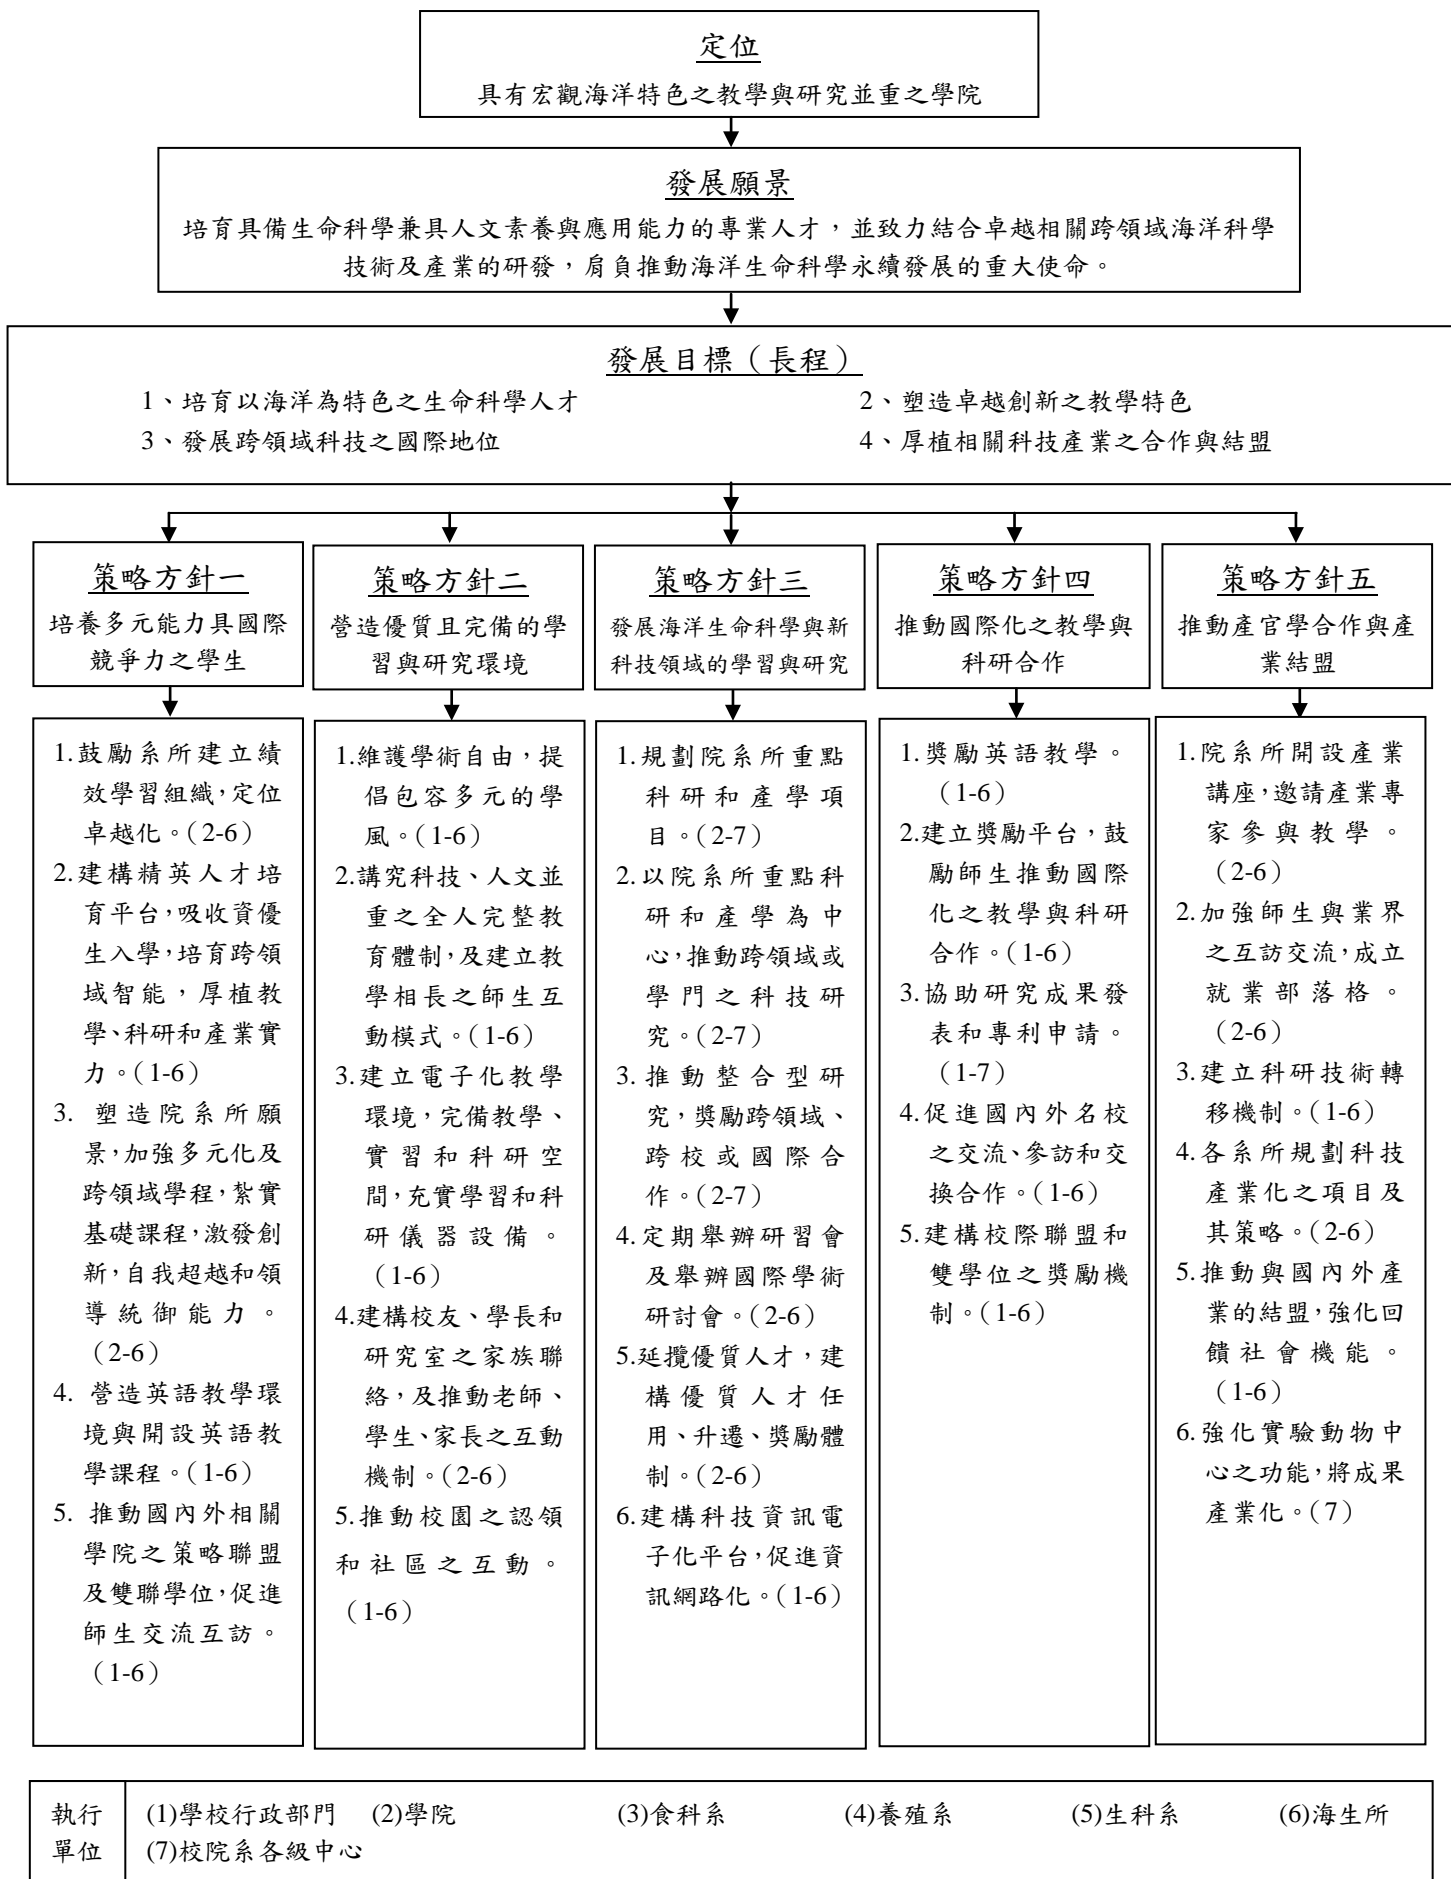 定位
具有宏觀海洋特色之教學與研究並重之學院
發展願景
培育具備生命科學兼具人文素養與應用能力的專業人才，並致力結合卓越相關跨領域海洋科學
技術及產業的研發，肩負推動海洋生命科學永續發展的重大使命。
發展目標（長程）
1、培育以海洋為特色之生命科學人才
2、塑造卓越創新之教學特色
3、發展跨領域科技之國際地位
4、厚植相關科技產業之合作與結盟
策略方針一
培養多元能力具國際
競爭力之學生
策略方針二
營造優質且完備的學
習與研究環境
策略方針三
發展海洋生命科學與新
科技領域的學習與研究
策略方針四
推動國際化之教學與
科研合作
策略方針五
推動產官學合作與產
業結盟
1.鼓勵系所建立績
效學習組織，定位
卓越化。（2-6）
2.建構精英人才培
育平台，吸收資優
生入學，培育跨領
域智能，厚植教
學、科研和產業實
力。（1-6）
3. 塑造院系所願
景，加強多元化及
跨領域學程，紮實
基礎課程，激發創
新，自我超越和領
導統御能力。
（2-6）
4. 營造英語教學環
境與開設英語教
學課程。（1-6）
5. 推動國內外相關
學院之策略聯盟
及雙聯學位，促進
師生交流互訪。
（1-6）
1.維護學術自由，提
倡包容多元的學
風。（1-6）
2.講究科技、人文並
重之全人完整教
育體制，及建立教
學相長之師生互
動模式。（1-6）
3.建立電子化教學
環境，完備教學、
實習和科研空
間，充實學習和科
研儀器設備。
（1-6）
4.建構校友、學長和
研究室之家族聯
絡，及推動老師、
學生、家長之互動
機制。（2-6）
5.推動校園之認領
和社區之互動。
（1-6）
1.規劃院系所重點
科研和產學項
目。（2-7）
2.以院系所重點科
研和產學為中
心，推動跨領域或
學門之科技研
究。（2-7）
3.推動整合型研
究，獎勵跨領域、
跨校或國際合
作。（2-7）
4.定期舉辦研習會
及舉辦國際學術
研討會。（2-6）
5.延攬優質人才，建
構優質人才任
用、升遷、獎勵體
制。（2-6）
6.建構科技資訊電
子化平台，促進資
訊網路化。（1-6）
1.獎勵英語教學。
（1-6）
2.建立獎勵平台，鼓
勵師生推動國際
化之教學與科研
合作。（1-6）
3.協助研究成果發
表和專利申請。
（1-7）
4.促進國內外名校
之交流、參訪和交
換合作。（1-6）
5.建構校際聯盟和
雙學位之獎勵機
制。（1-6）
1.院系所開設產業
講座，邀請產業專
家參與教學。
（2-6）
2.加強師生與業界
之互訪交流，成立
就業部落格。
（2-6）
3.建立科研技術轉
移機制。（1-6）
4.各系所規劃科技
產業化之項目及
其策略。（2-6）
5.推動與國內外產
業的結盟，強化回
饋社會機能。
（1-6）
6.強化實驗動物中
心之功能，將成果
產業化。（7）
執行
單位
(1)學校行政部門 (2)學院 (3)食科系 (4)養殖系 (5)生科系 (6)海生所
(7)校院系各級中心